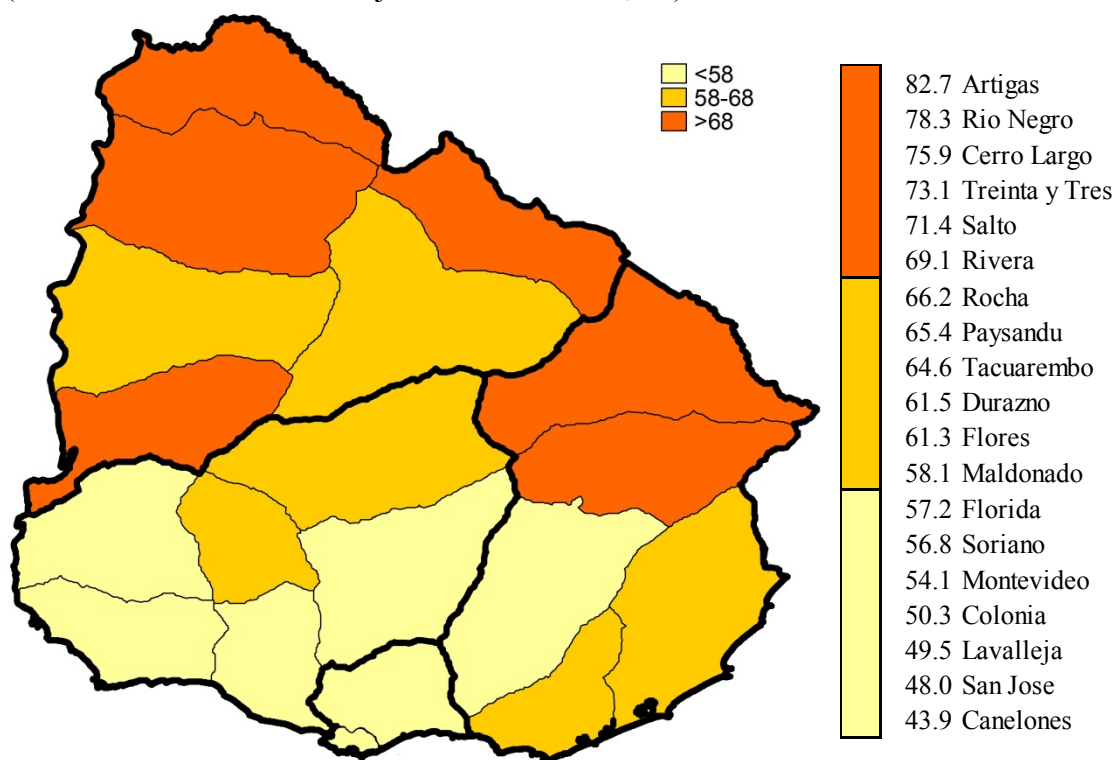 <58
58-68
>68
82.7 Artigas
78.3 Rio Negro
75.9 Cerro Largo
73.1 Treinta y Tres
71.4 Salto
69.1 Rivera
66.2 Rocha
65.4 Paysandu
64.6 Tacuarembo
61.5 Durazno
61.3 Flores
58.1 Maldonado
57.2 Florida
56.8 Soriano
54.1 Montevideo
50.3 Colonia
49.5 Lavalleja
48.0 San Jose
43.9 Canelones